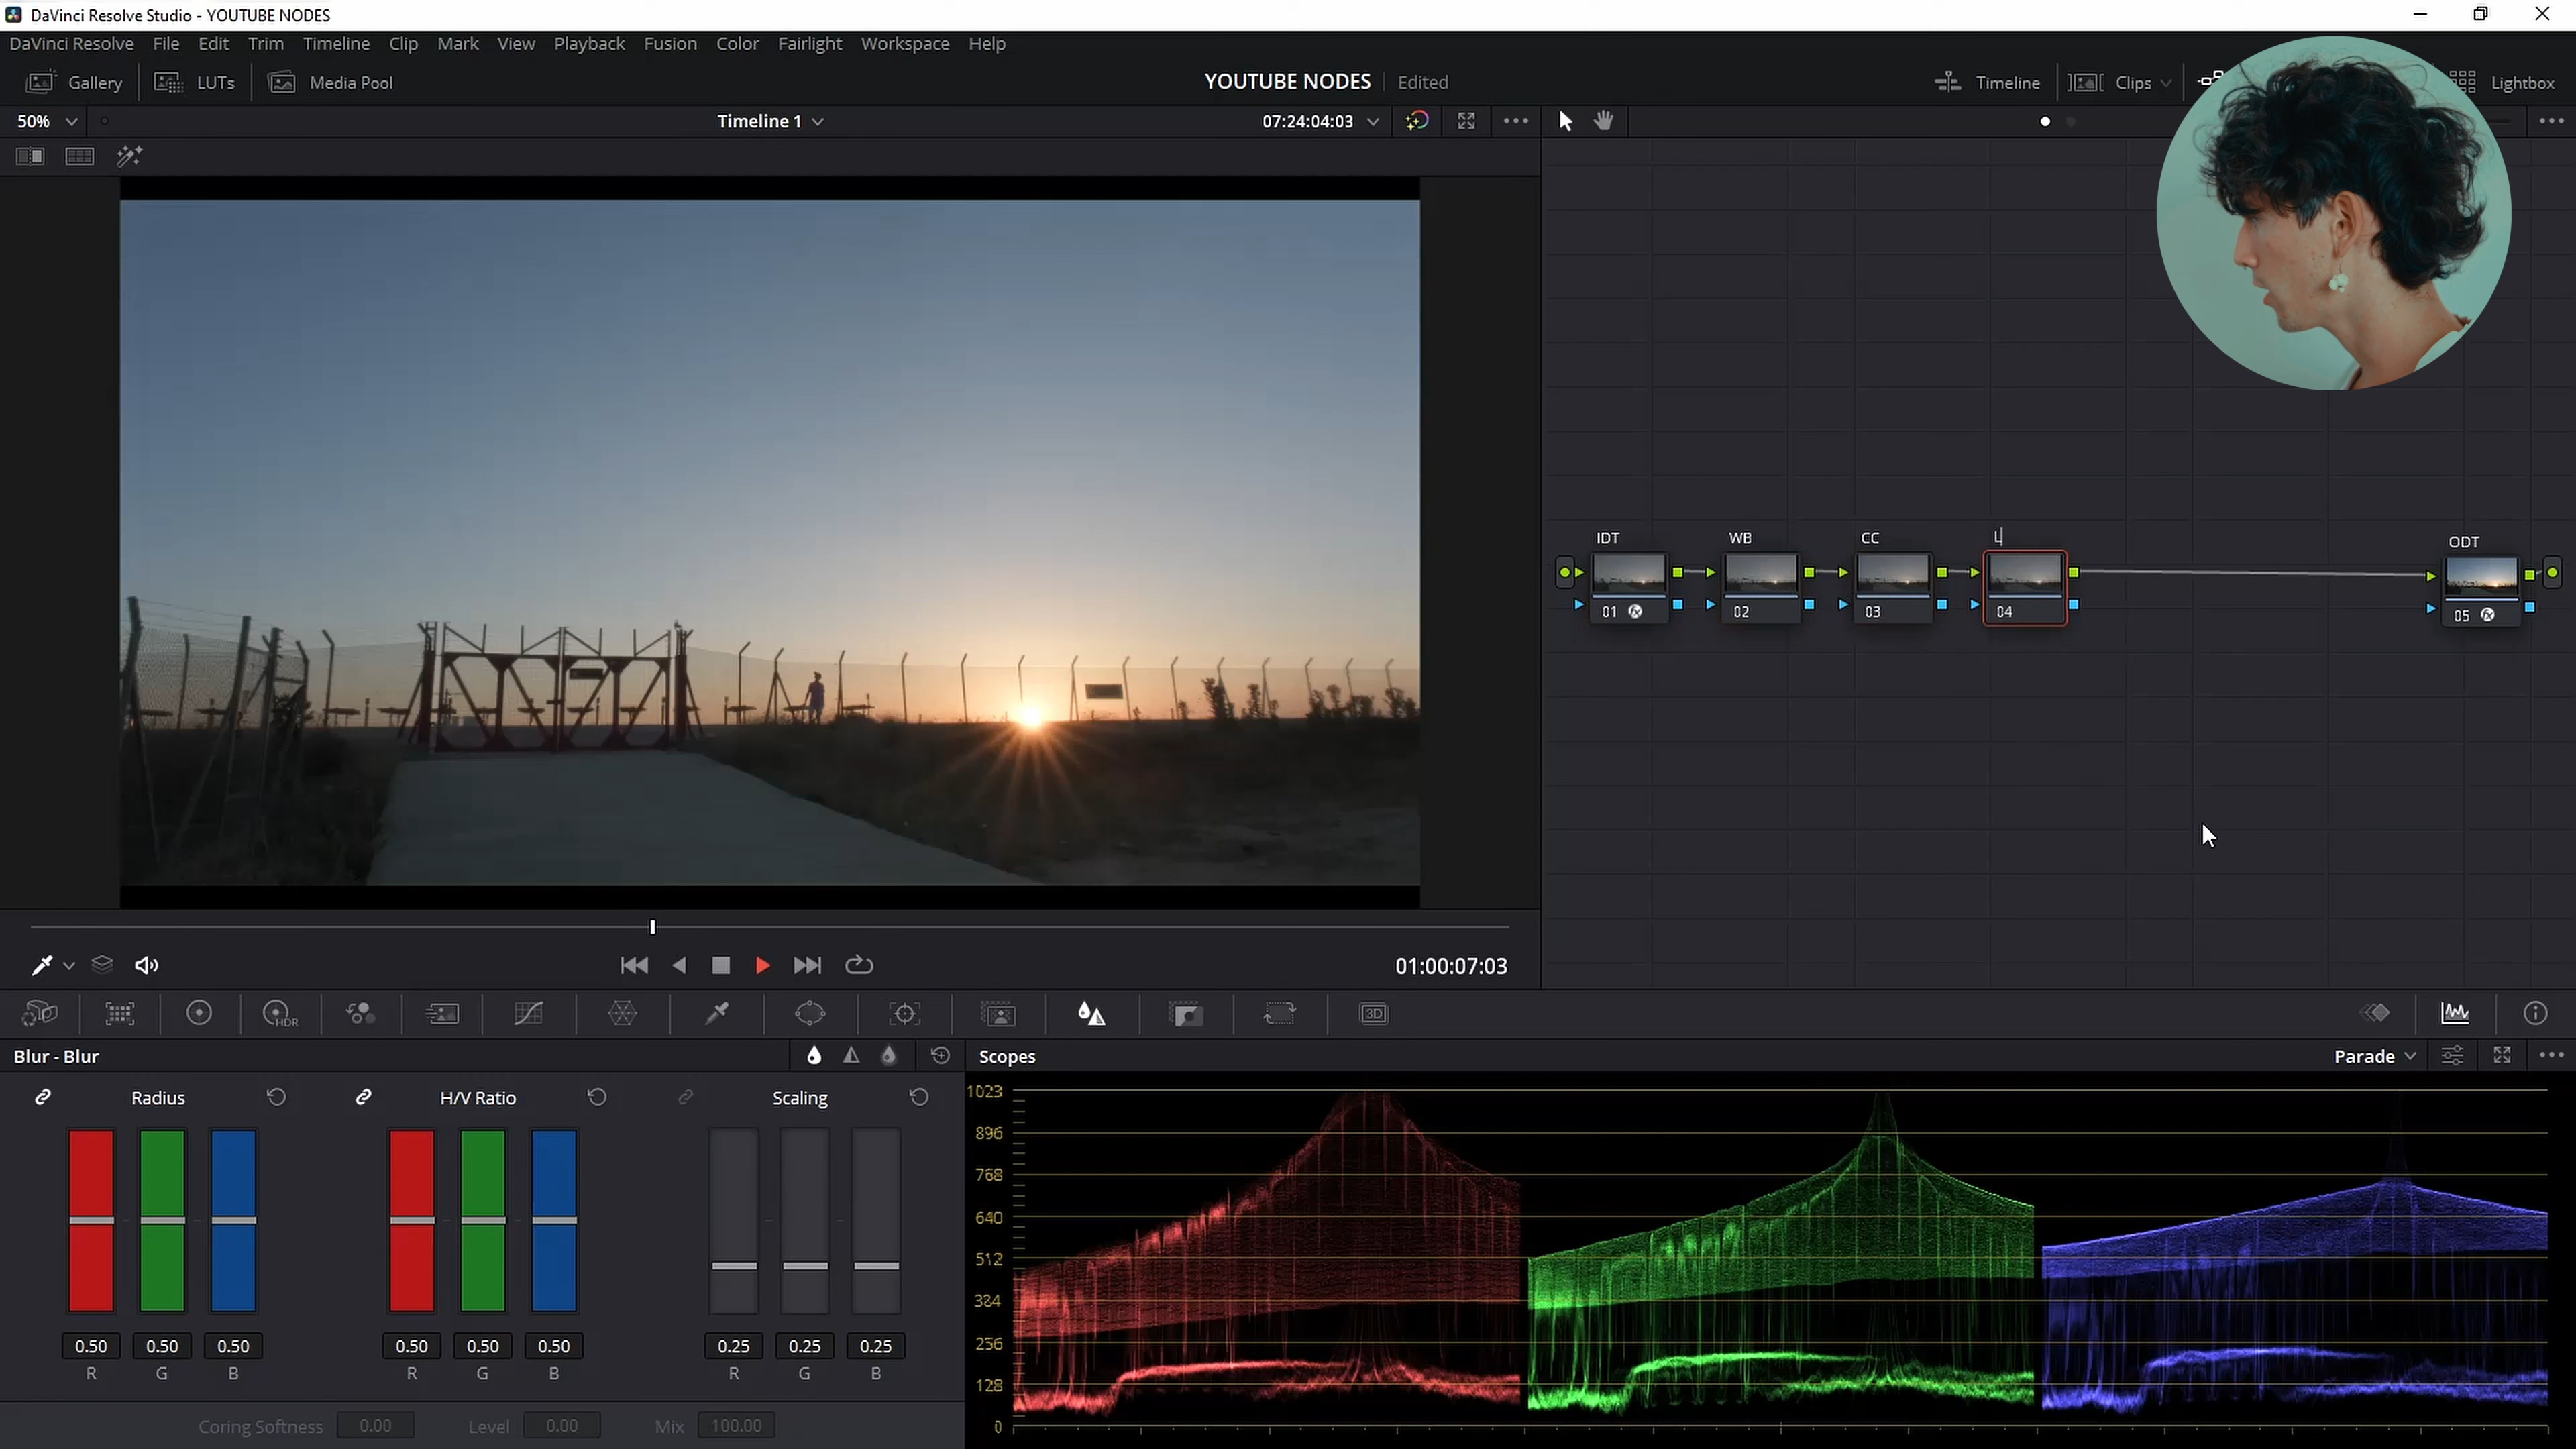 DaVinci Resolve Studio - YOUTUBE NODES
DaVinci Resolve File Edit Trim Timeline Clip Mark View Playback Fusion Color Fairlight Workspace Help
Gallery LUTs Media Pool YOUTUBE NODES Edited Timeline Clips Lightbox
50% Timeline 1 07:24:04:03
IDT WB CC L ODT
01 02 03 04 05
01:00:07:03
HDR 3D
Blur - Blur Scopes Parade
Radius H/V Ratio Scaling
1023
896
768
640
512
384
256
128
0
0.50 0.50 0.50 0.50 0.50 0.50 0.25 0.25 0.25
R G B R G B R G B
Coring Softness 0.00 Level 0.00 Mix 100.00